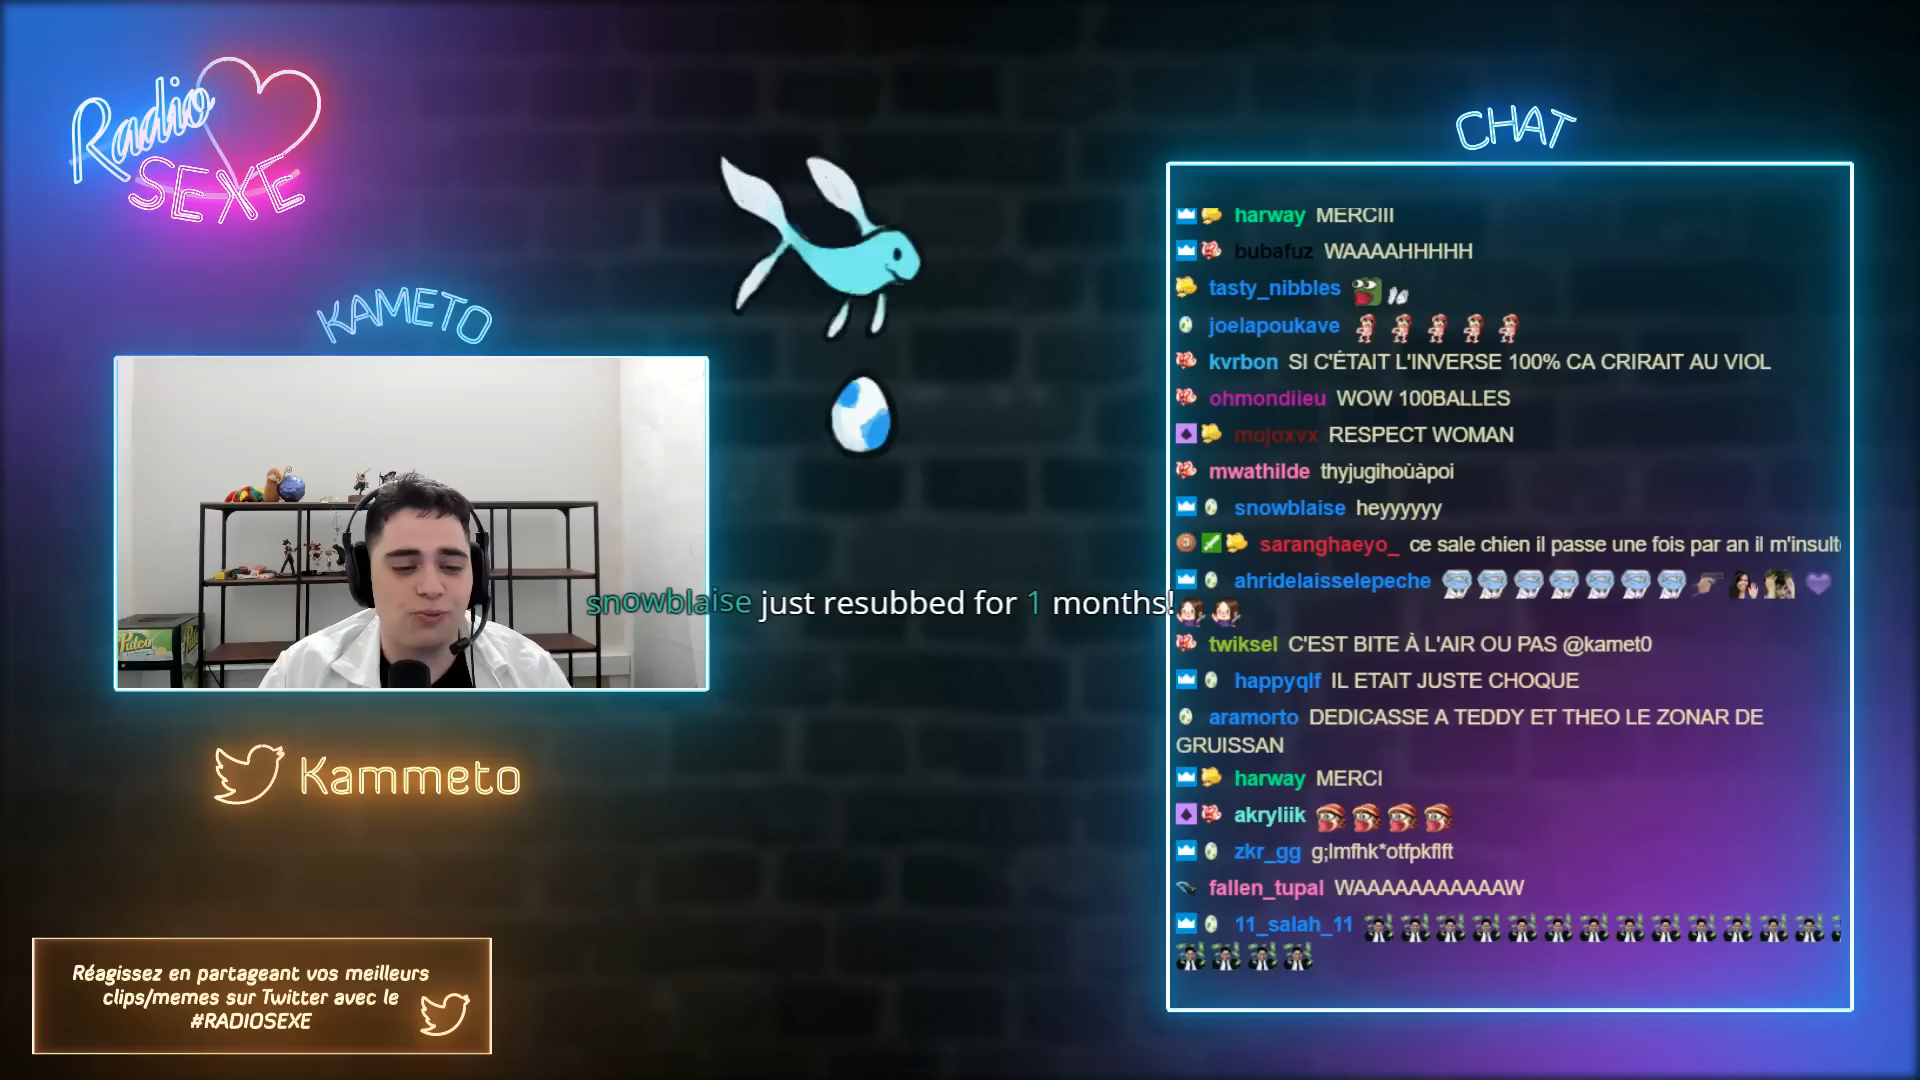 Radio
SEXE
KAMETO
Pulco
snowblaise just resubbed for 1 months!
Kammeto
Réagissez en partageant vos meilleurs
clips/memes sur Twitter avec le
#RADIOSEXE
CHAT
harway MERCIII
bubafuz WAAAAHHHHH
tasty_nibbles
joelapoukave
kvrbon SI C'ÉTAIT L'INVERSE 100% CA CRIRAIT AU VIOL
ohmondiieu WOW 100BALLES
mojoxvx RESPECT WOMAN
mwathilde thyjugihoùàpoi
snowblaise heyyyyyy
saranghaeyo_ ce sale chien il passe une fois par an il m'insult
ahridelaisselepeche
twiksel C'EST BITE À L'AIR OU PAS @kamet0
happyqlf IL ETAIT JUSTE CHOQUE
aramorto DEDICASSE A TEDDY ET THEO LE ZONAR DE
GRUISSAN
harway MERCI
akryliik
zkr_gg g;lmfhk*otfpkflft
fallen_tupal WAAAAAAAAAAAW
11_salah_11